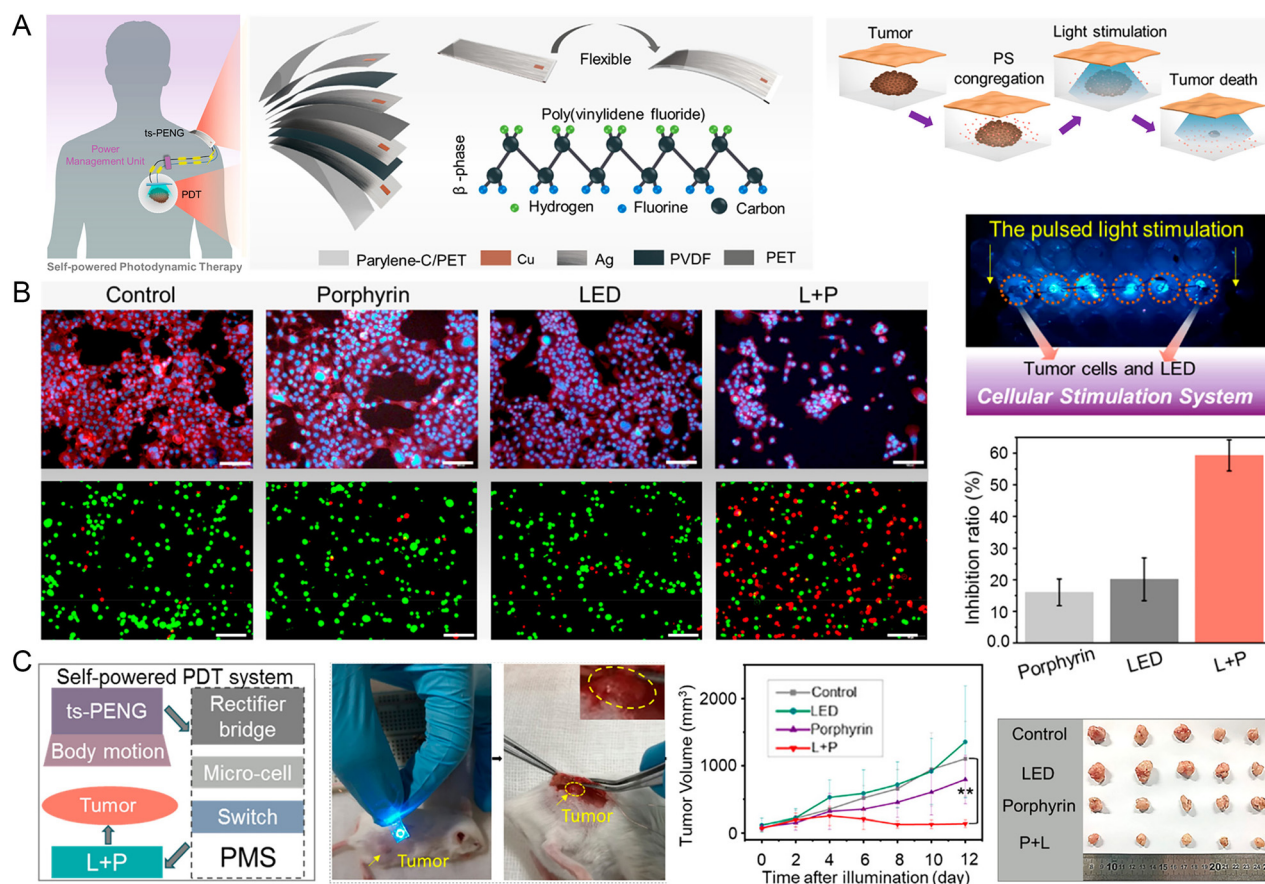 A
ts-PENG
Power
Management Unit
PDT
Self-powered Photodynamic Therapy
Flexible
Poly(vinylidene fluoride)
β -phase
Hydrogen
Fluorine
Carbon
Parylene-C/PET
Cu
Ag
PVDF
PET
Tumor
PS
congregation
Light stimulation
Tumor death
The pulsed light stimulation
Tumor cells and LED
Cellular Stimulation System
B
Control
Porphyrin
LED
L+P
Inhibition ratio (%)
60
50
40
30
20
10
0.0
Porphyrin
LED
L+P
C
Self-powered PDT system
ts-PENG
Body motion
Tumor
L+P
Rectifier
bridge
Micro-cell
Switch
PMS
Tumor
Tumor
Tumor Volume (mm³)
2000
1000
0
Control
LED
Porphyrin
L+P
**
0 2 4 6 8 10 12
Time after illumination (day)
Control
LED
Porphyrin
P+L